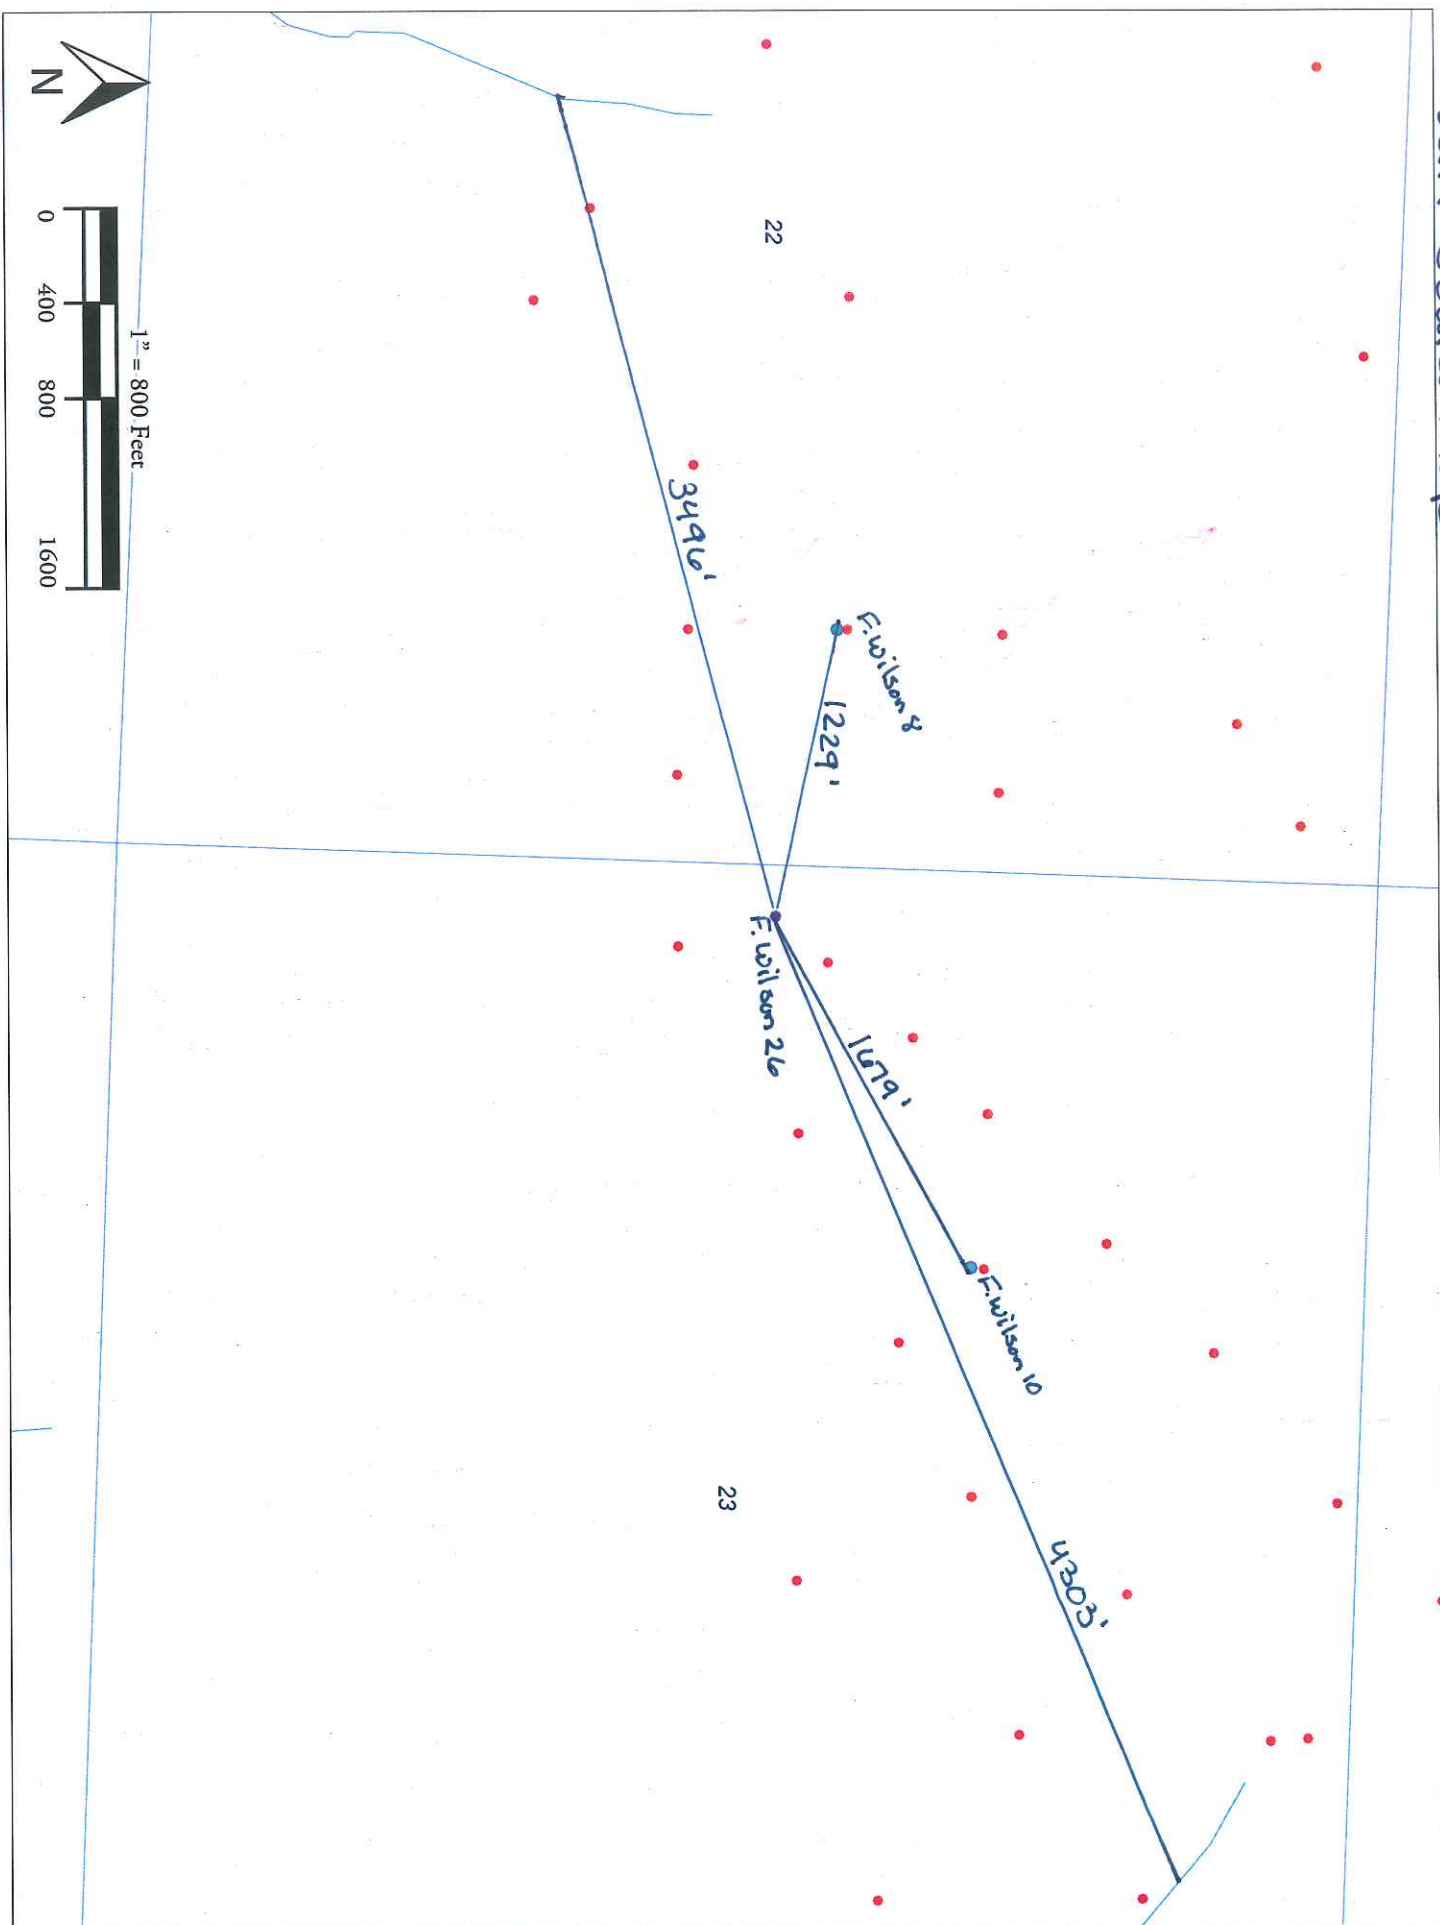 22
F. Wilson 8
1229'
3496'
F. Wilson 26
1679'
F. Wilson 10
4303'
23
1" = 800 Feet
0 400 800 1600
N